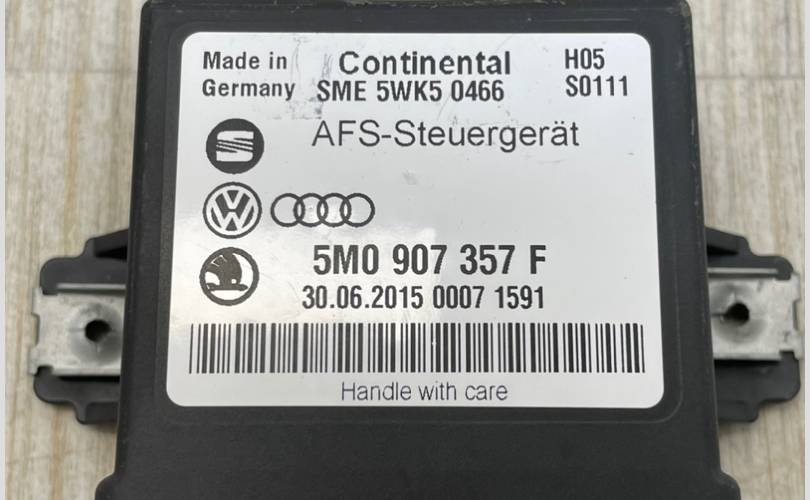 Made in Germany
Continental
SME 5WK5 0466
H05
S0111
AFS-Steuergerät
5M0 907 357 F
30.06.2015 0007 1591
Handle with care